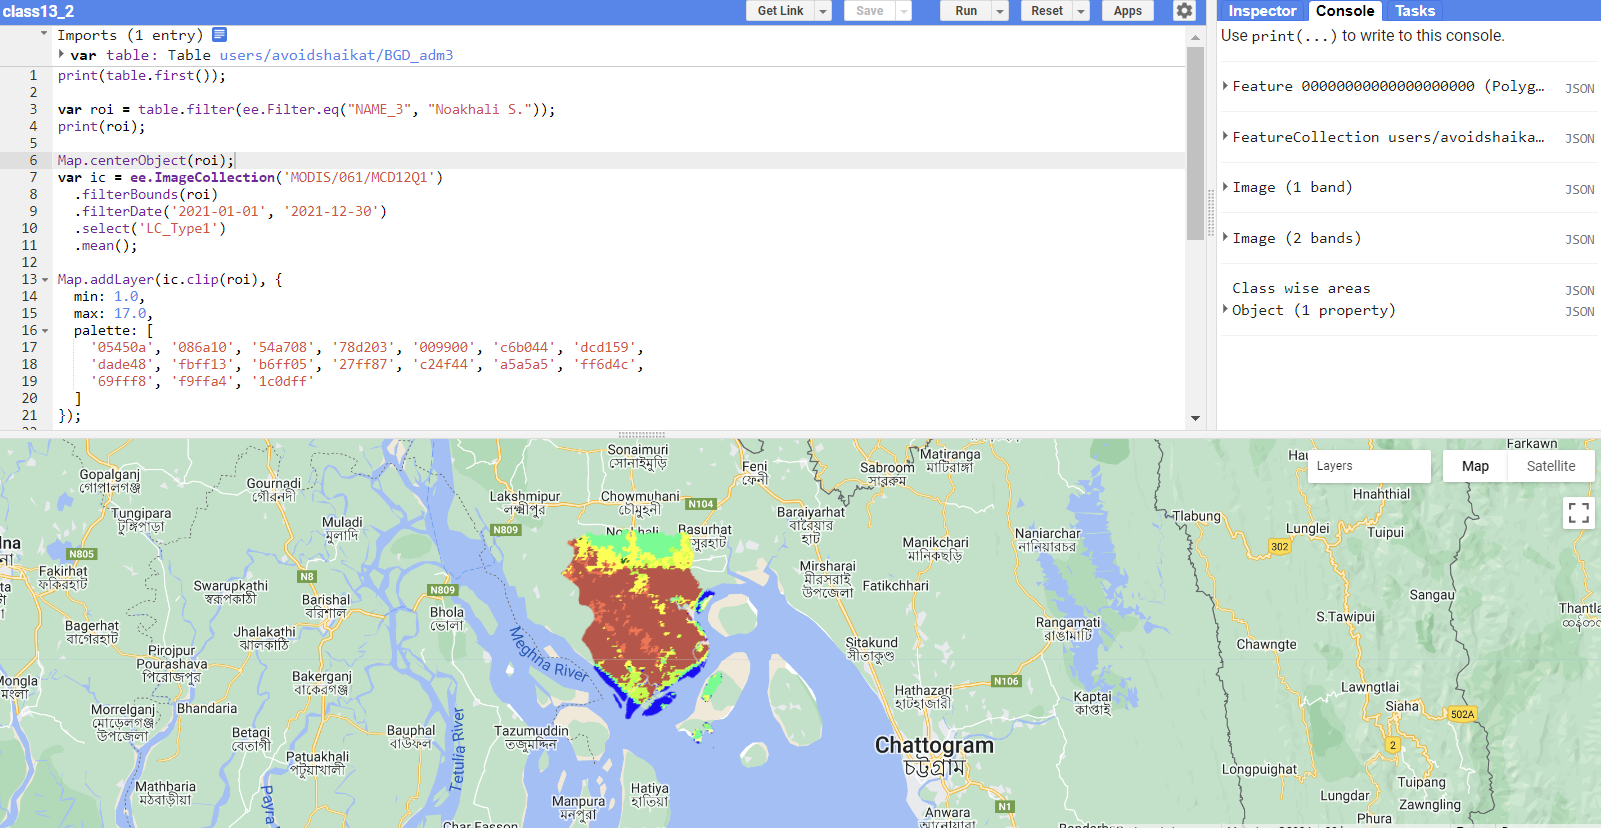 class13_2
Get Link
Save
Run
Reset
Apps
Inspector
Console
Tasks
Imports (1 entry)
var table: Table users/avoidshaikat/BGD_adm3
1 print(table.first());
2
3 var roi = table.filter(ee.Filter.eq("NAME_3", "Noakhali S."));
4 print(roi);
5
6 Map.centerObject(roi);
7 var ic = ee.ImageCollection('MODIS/061/MCD12Q1')
8 .filterBounds(roi)
9 .filterDate('2021-01-01', '2021-12-30')
10 .select('LC_Type1')
11 .mean();
12
13 Map.addLayer(ic.clip(roi), {
14 min: 1.0,
15 max: 17.0,
16 palette: [
17 '05450a', '086a10', '54a708', '78d203', '009900', 'c6b044', 'dcd159',
18 'dade48', 'fbff13', 'b6ff05', '27ff87', 'c24f44', 'a5a5a5', 'ff6d4c',
19 '69fff8', 'f9ffa4', '1c0dff'
20 ]
21 });
Use print(...) to write to this console.
Feature 00000000000000000000 (Polyg… JSON
FeatureCollection users/avoidshaika… JSON
Image (1 band) JSON
Image (2 bands) JSON
Class wise areas JSON
Object (1 property) JSON
Layers
Map
Satellite
Farkawn
Sonaimuri
সোনাইমুড়ি
Matiranga
মাটিরাঙ্গা
Feni
ফেনী
Sabroom
সাব্রুম
Gopalganj
গোপালগঞ্জ
Gournadi
গৌরনদী
Lakshmipur
লক্ষ্মীপুর
Chowmuhani
চৌমুহনী
N104
Hnahthial
Tungipara
টুঙ্গিপাড়া
Muladi
মুলাদি
N809
Basurhat
সুরহাট
Baraiyarhat
বারৈয়ার
হাট
Tlabung
Lunglei
Tuipui
Naniarchar
নানিয়ারচর
Manikchari
মানিকছড়ি
302
N805
Fakirhat
ফকিরহাট
N8
Swarupkathi
স্বরূপকাঠী
Barishal
বরিশাল
N809
Bhola
ভোলা
Mirsharai
মীরসরাই
উপজেলা
Fatikchhari
Sangau
S.Tawipui
Bagerhat
বাগেরহাট
Jhalakathi
ঝালকাঠি
Meghna River
Rangamati
রাঙামাটি
Sitakund
সীতাকুণ্ড
Chawngte
Pirojpur
Pourashava
পিরোজপুর
Bakerganj
বাকেরগঞ্জ
N106
Hathazari
হাটহাজারী
Kaptai
কাপ্তাই
Lawngtlai
Siaha
502A
Morrelganj
মোড়েলগঞ্জ
উপজেলা
Bhandaria
Betagi
বেতাগী
Bauphal
বাউফল
Tetulia River
Tazumuddin
তজুমদ্দিন
Chattogram
চট্টগ্রাম
2
Patuakhali
পটুয়াখালী
Longpuighat
Tuipang
Mathbaria
মঠবাড়ীয়া
Manpura
মনপুরা
Hatiya
হাতিয়া
N1
Anwara
আনোয়ারা
Lungdar
Zawngling
Phura
Char Fasson